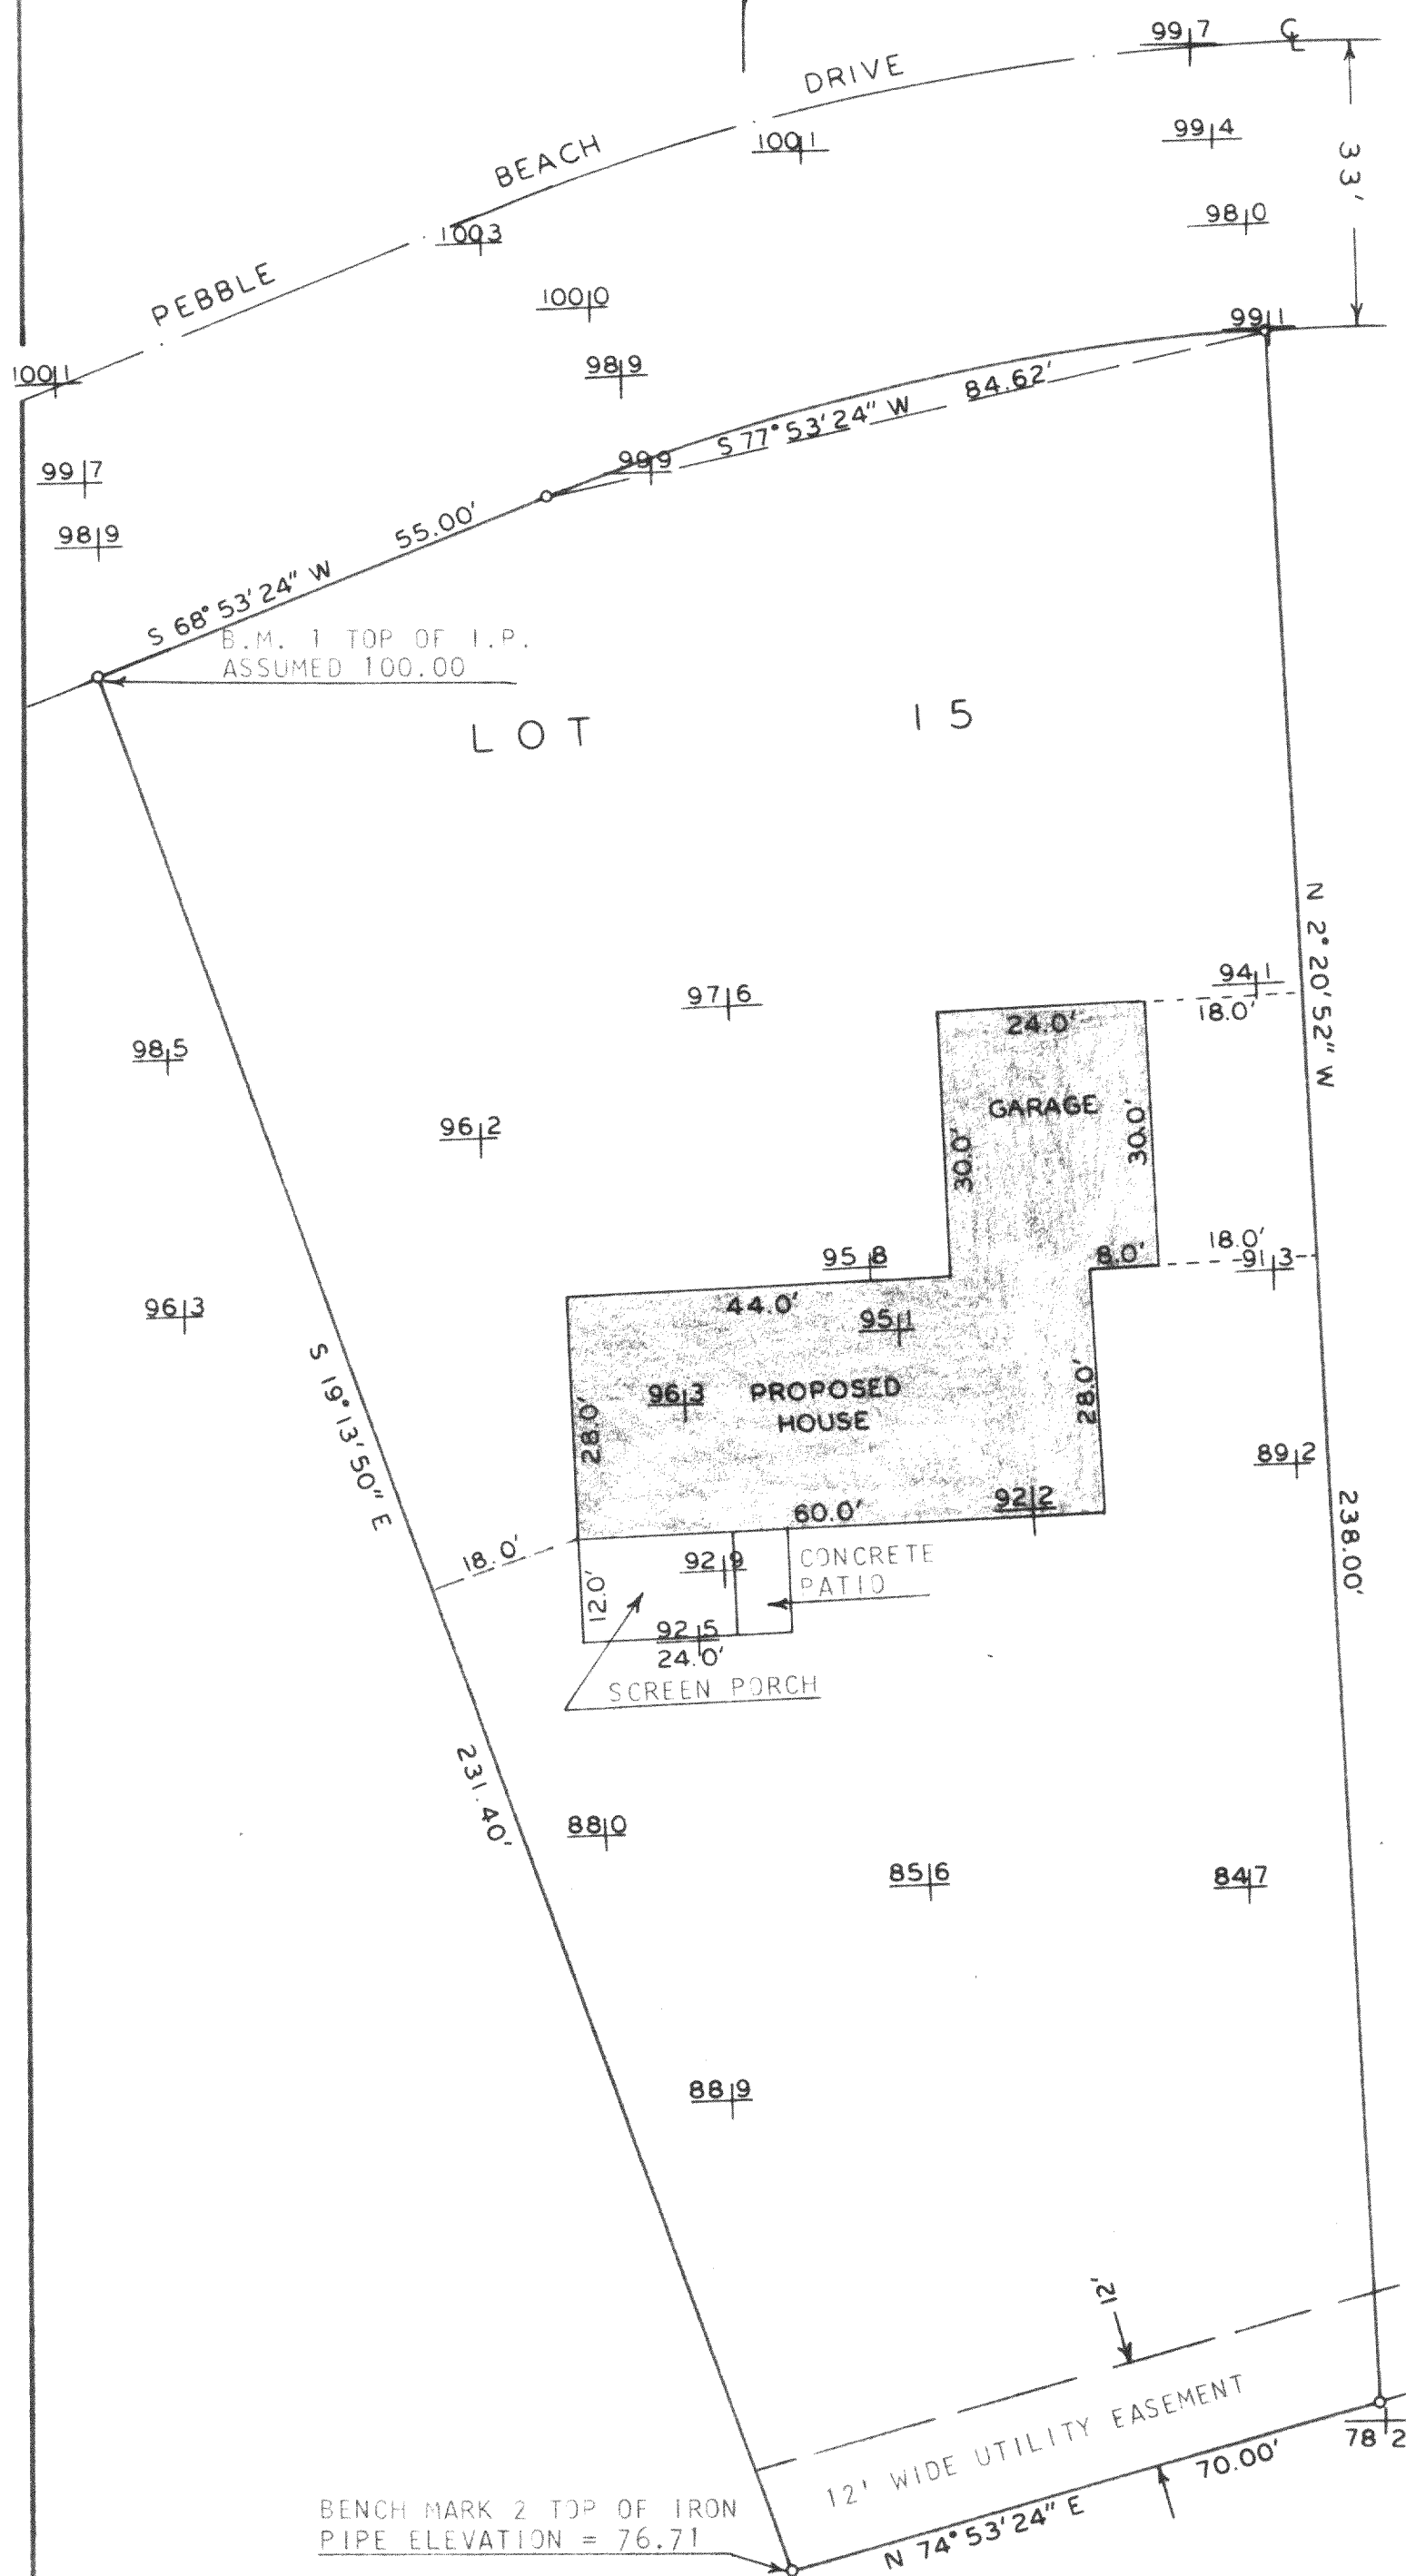 99.7
℄
PEBBLE BEACH DRIVE
33'
100.1
99.4
98.0
100.3
100.0
99.1
98.9
100.1
84.62'
S 77° 53' 24" W
99.9
99.7
98.9
55.00'
S 68° 53' 24" W
B.M. 1 TOP OF I.P.
ASSUMED 100.00
LOT 15
N 2° 20' 52" W
94.1
18.0'
97.6
24.0'
98.5
GARAGE
96.2
30.0'
30.0'
18.0'
95.8
8.0'
91.3
44.0'
96.3
95.1
S 19° 13' 50" E
96.3
PROPOSED
HOUSE
28.0'
28.0'
89.2
92.2
60.0'
238.00'
18.0'
92.9
CONCRETE
PATIO
12.0'
92.5
24.0'
SCREEN PORCH
231.40'
88.0
85.6
84.7
88.9
12'
12' WIDE UTILITY EASEMENT
78.2
70.00'
N 74° 53' 24" E
BENCH MARK 2 TOP OF IRON
PIPE ELEVATION = 76.71